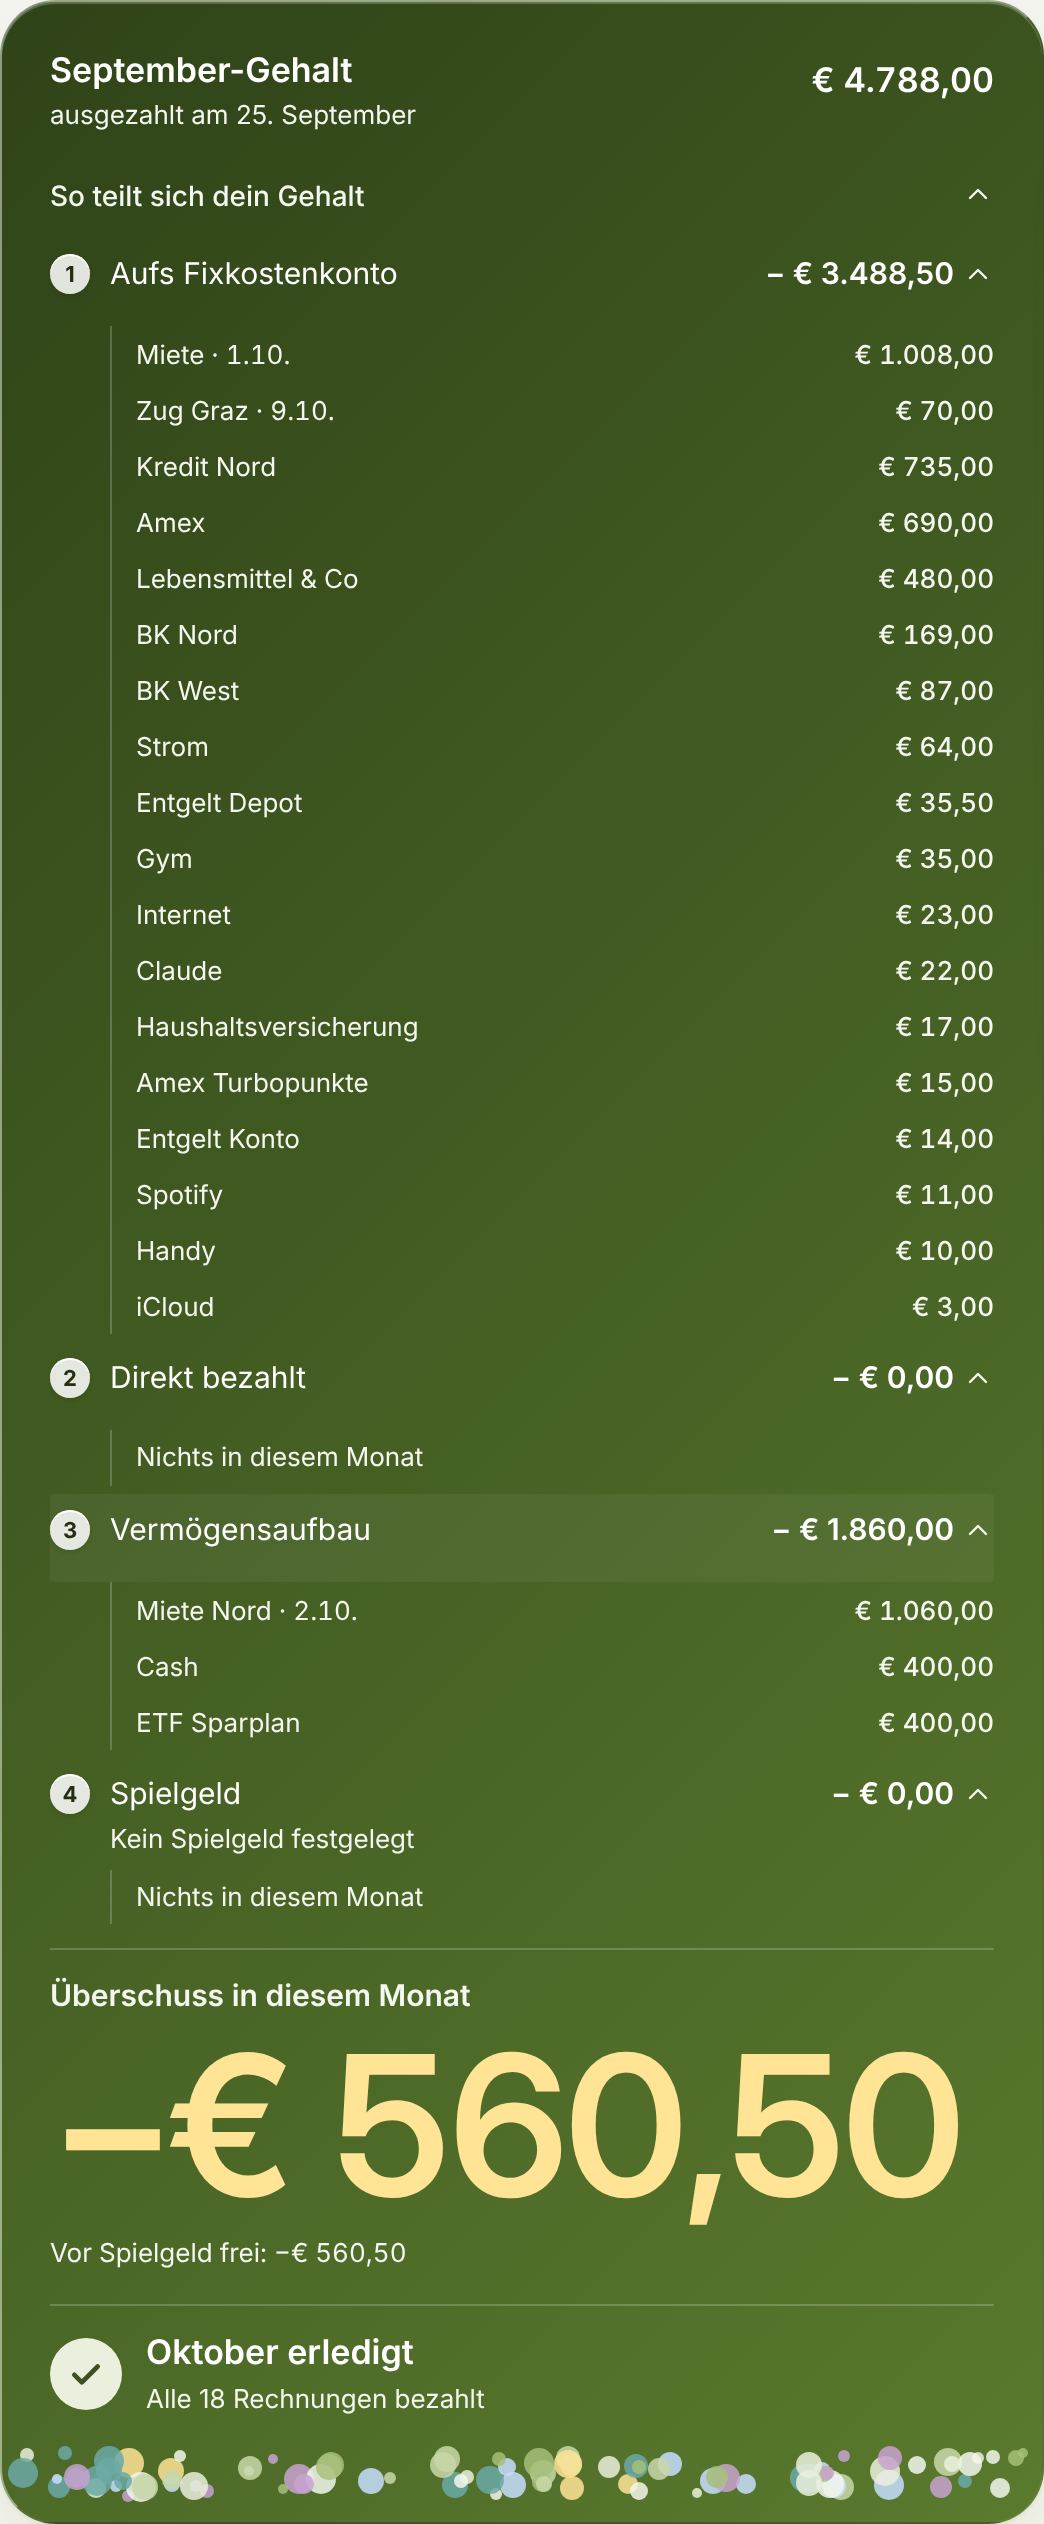 September-Gehalt
€ 4.788,00
ausgezahlt am 25. September
So teilt sich dein Gehalt
1 Aufs Fixkostenkonto – € 3.488,50
Miete · 1.10. € 1.008,00
Zug Graz · 9.10. € 70,00
Kredit Nord € 735,00
Amex € 690,00
Lebensmittel & Co € 480,00
BK Nord € 169,00
BK West € 87,00
Strom € 64,00
Entgelt Depot € 35,50
Gym € 35,00
Internet € 23,00
Claude € 22,00
Haushaltsversicherung € 17,00
Amex Turbopunkte € 15,00
Entgelt Konto € 14,00
Spotify € 11,00
Handy € 10,00
iCloud € 3,00
2 Direkt bezahlt – € 0,00
Nichts in diesem Monat
3 Vermögensaufbau – € 1.860,00
Miete Nord · 2.10. € 1.060,00
Cash € 400,00
ETF Sparplan € 400,00
4 Spielgeld – € 0,00
Kein Spielgeld festgelegt
Nichts in diesem Monat
Überschuss in diesem Monat
–€ 560,50
Vor Spielgeld frei: –€ 560,50
Oktober erledigt
Alle 18 Rechnungen bezahlt